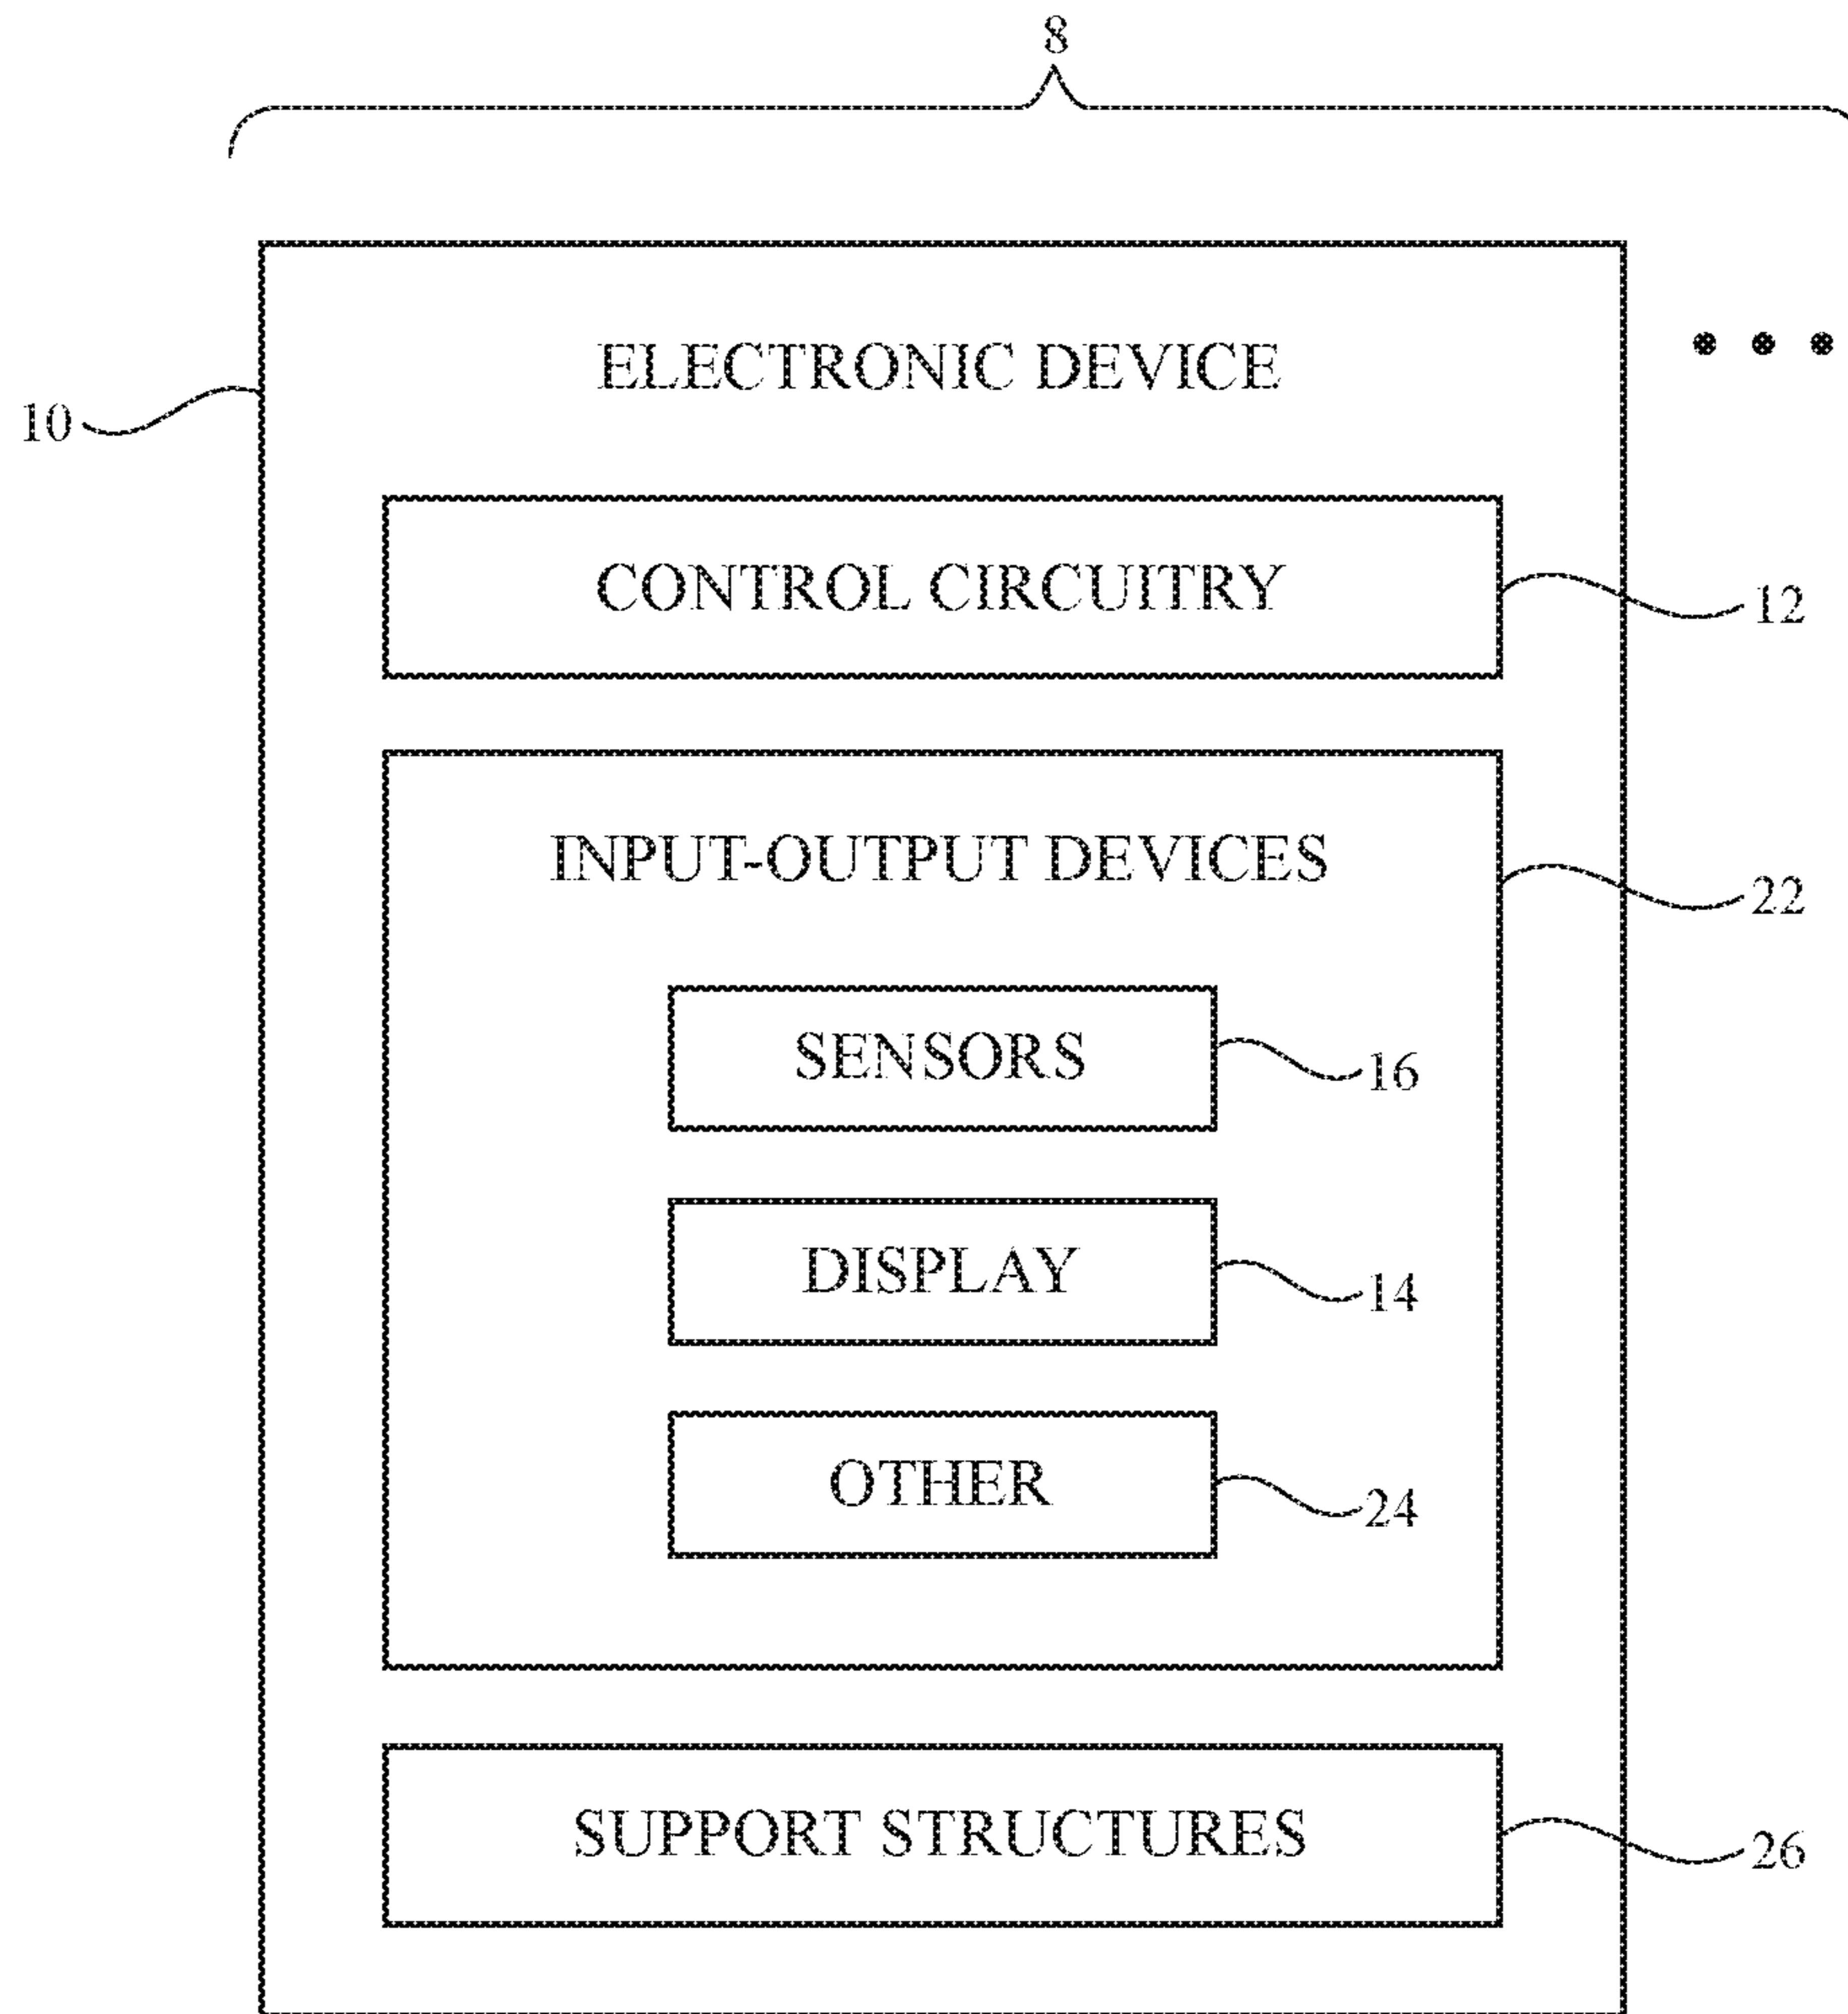 8
ELECTRONIC DEVICE
10
CONTROL CIRCUITRY
12
INPUT-OUTPUT DEVICES
22
SENSORS
16
DISPLAY
14
OTHER
24
SUPPORT STRUCTURES
26